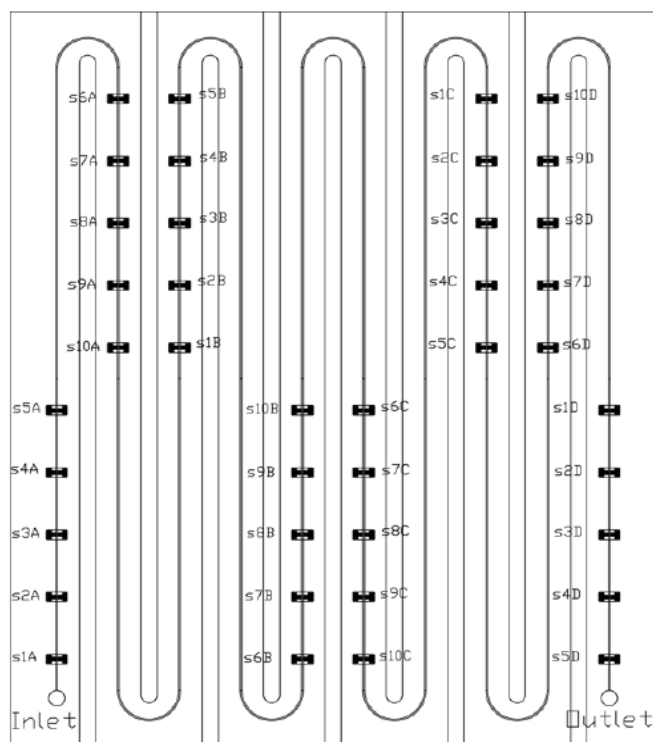 s6A s5B s1C s10D
s7A s4B s2C s9D
s8A s3B s3C s8D
s9A s2B s4C s7D
s10A s1B s5C s6D
s5A s10B s6C s1D
s4A s9B s7C s2D
s3A s8B s8C s3D
s2A s7B s9C s4D
s1A s6B s10C s5D
Inlet Outlet